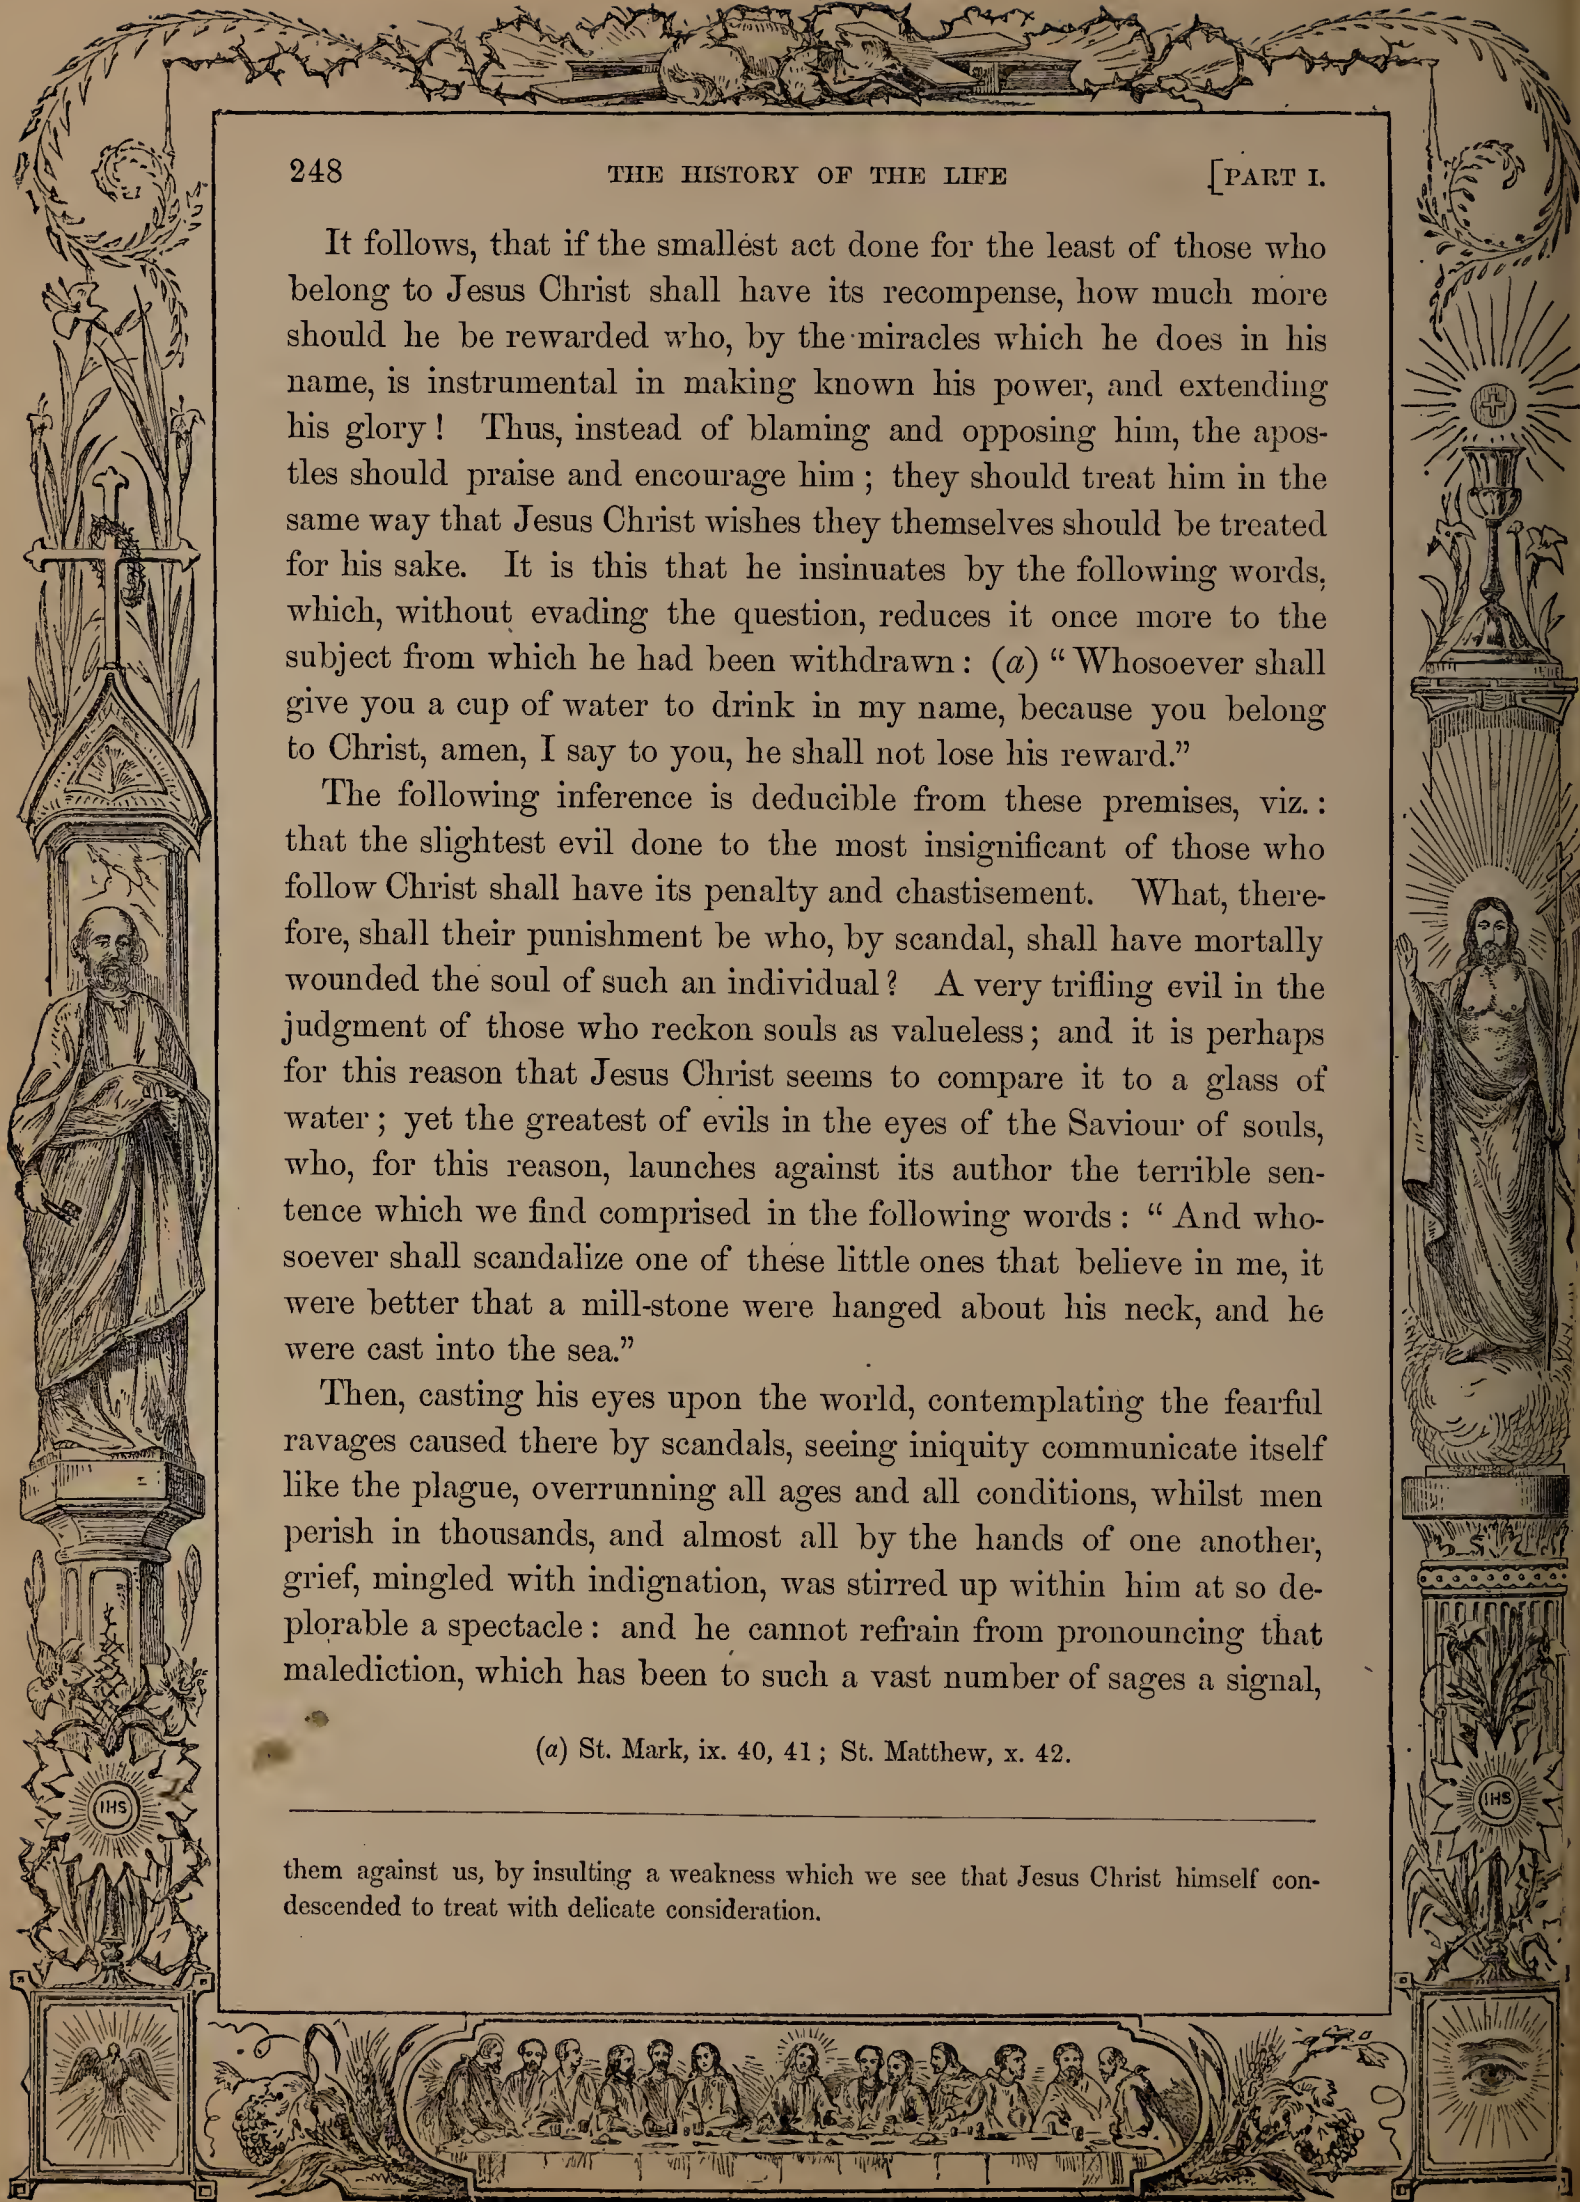 248 THE HISTORY OF THE LIFE [PART I.
It follows, that if the smallest act done for the least of those who
belong to Jesus Christ shall have its recompense, how much more
should he be rewarded who, by the miracles which he does in his
name, is instrumental in making known his power, and extending
his glory! Thus, instead of blaming and opposing him, the apos-
tles should praise and encourage him; they should treat him in the
same way that Jesus Christ wishes they themselves should be treated
for his sake. It is this that he insinuates by the following words,
which, without evading the question, reduces it once more to the
subject from which he had been withdrawn: (a) “Whosoever shall
give you a cup of water to drink in my name, because you belong
to Christ, amen, I say to you, he shall not lose his reward.”
The following inference is deducible from these premises, viz.:
that the slightest evil done to the most insignificant of those who
follow Christ shall have its penalty and chastisement. What, there-
fore, shall their punishment be who, by scandal, shall have mortally
wounded the soul of such an individual? A very trifling evil in the
judgment of those who reckon souls as valueless; and it is perhaps
for this reason that Jesus Christ seems to compare it to a glass of
water; yet the greatest of evils in the eyes of the Saviour of souls,
who, for this reason, launches against its author the terrible sen-
tence which we find comprised in the following words: “And who-
soever shall scandalize one of these little ones that believe in me, it
were better that a mill-stone were hanged about his neck, and he
were cast into the sea.”
Then, casting his eyes upon the world, contemplating the fearful
ravages caused there by scandals, seeing iniquity communicate itself
like the plague, overrunning all ages and all conditions, whilst men
perish in thousands, and almost all by the hands of one another,
grief, mingled with indignation, was stirred up within him at so de-
plorable a spectacle: and he cannot refrain from pronouncing that
malediction, which has been to such a vast number of sages a signal,
(a) St. Mark, ix. 40, 41; St. Matthew, x. 42.
them against us, by insulting a weakness which we see that Jesus Christ himself con-
descended to treat with delicate consideration.
IHS
IHS